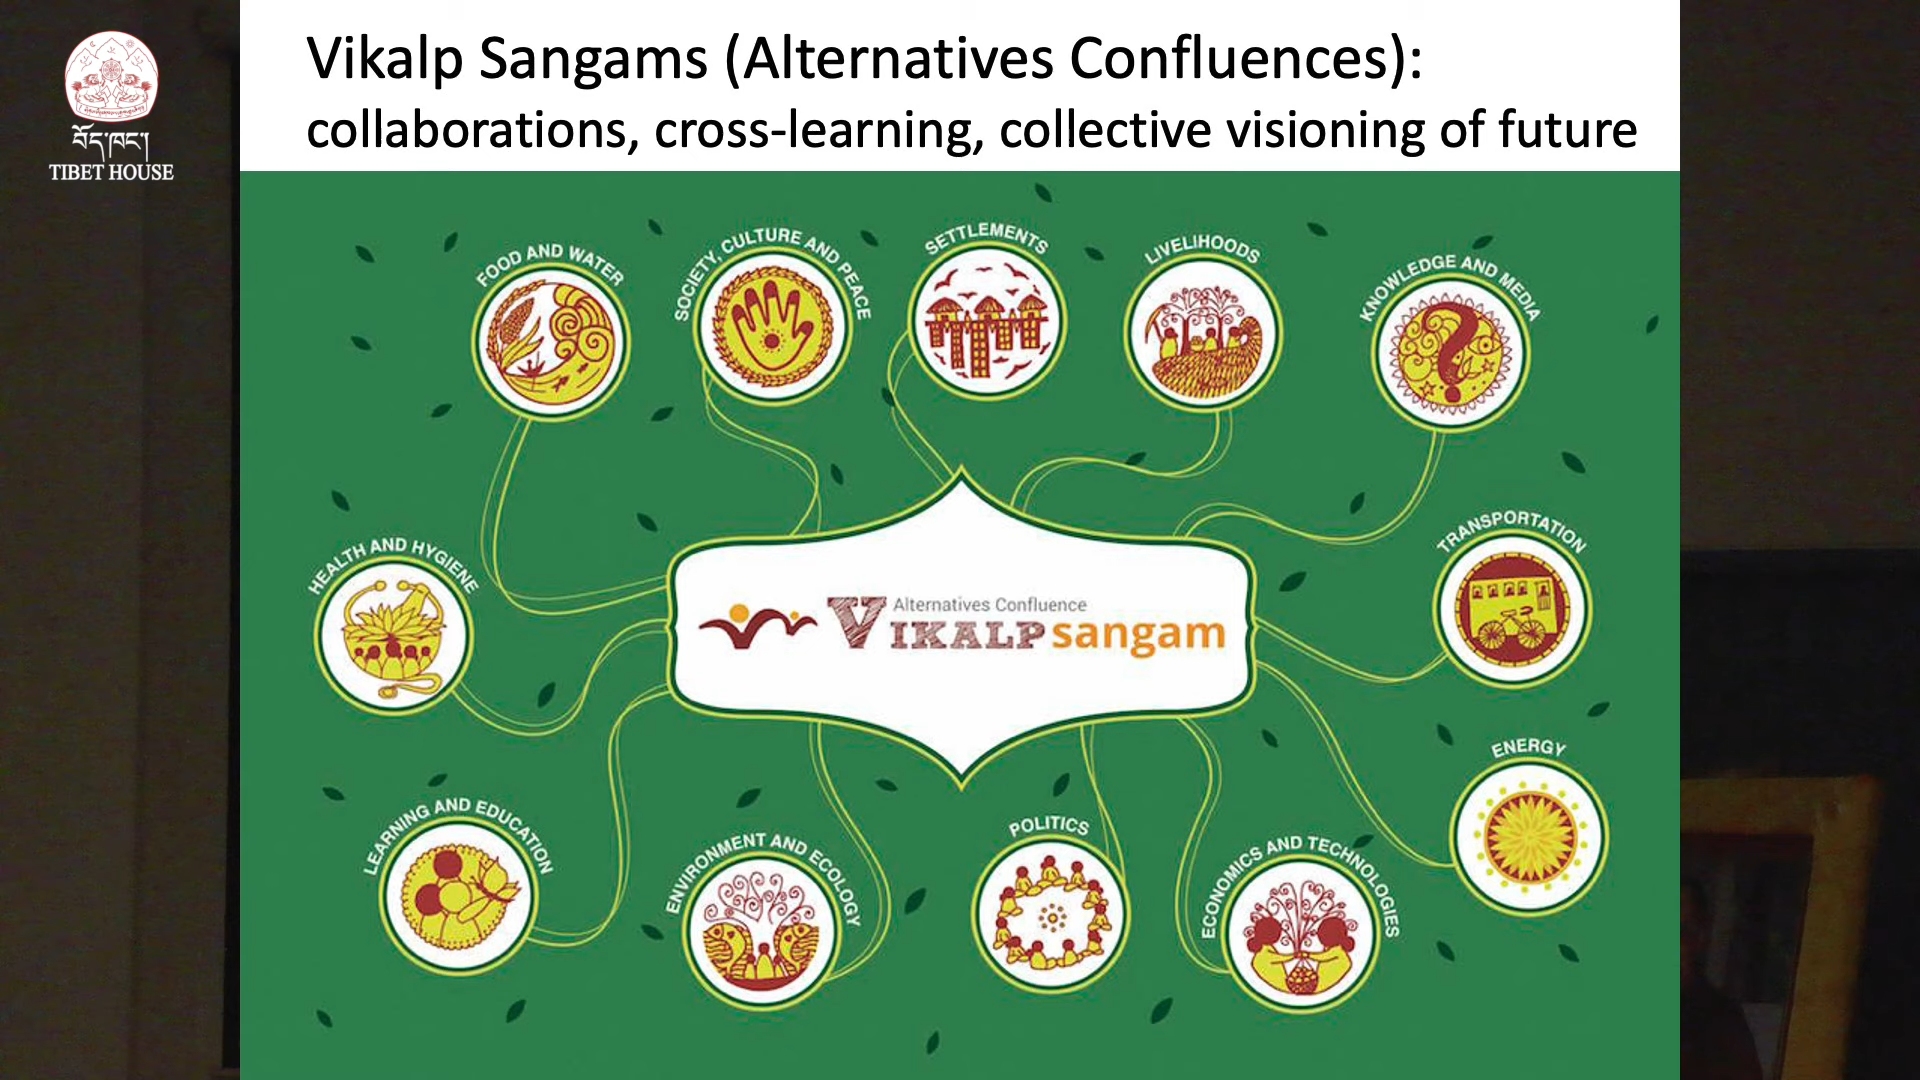 བོད་ཁང་།
TIBET HOUSE
Vikalp Sangams (Alternatives Confluences):
collaborations, cross-learning, collective visioning of future
FOOD AND WATER
SOCIETY, CULTURE AND PEACE
SETTLEMENTS
LIVELIHOODS
KNOWLEDGE AND MEDIA
HEALTH AND HYGIENE
TRANSPORTATION
Alternatives Confluence
VIKALP sangam
ENERGY
LEARNING AND EDUCATION
ENVIRONMENT AND ECOLOGY
POLITICS
ECONOMICS AND TECHNOLOGIES